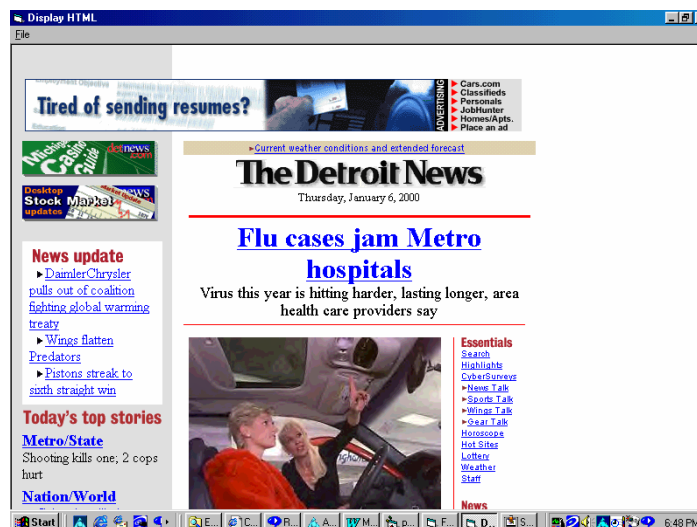 Display HTML
File
Tired of sending resumes?
ADVERTISING
Cars.com
Classifieds
Personals
JobHunter
Homes/Apts.
Place an ad
Michigan
Casino
Guide
detnews
.com
Desktop
Stock Market
updates
Current weather conditions and extended forecast
The Detroit News
Thursday, January 6, 2000
Flu cases jam Metro
hospitals
Virus this year is hitting harder, lasting longer, area
health care providers say
News update
DaimlerChrysler
pulls out of coalition
fighting global warming
treaty
Wings flatten
Predators
Pistons streak to
sixth straight win
Today's top stories
Metro/State
Shooting kills one; 2 cops
hurt
Nation/World
Essentials
Search
Highlights
CyberSurveys
News Talk
Sports Talk
Wings Talk
Gear Talk
Horoscope
Hot Sites
Lottery
Weather
Staff
News
Start
E...
C...
R...
A...
M...
p...
F...
D...
S...
6:48 P